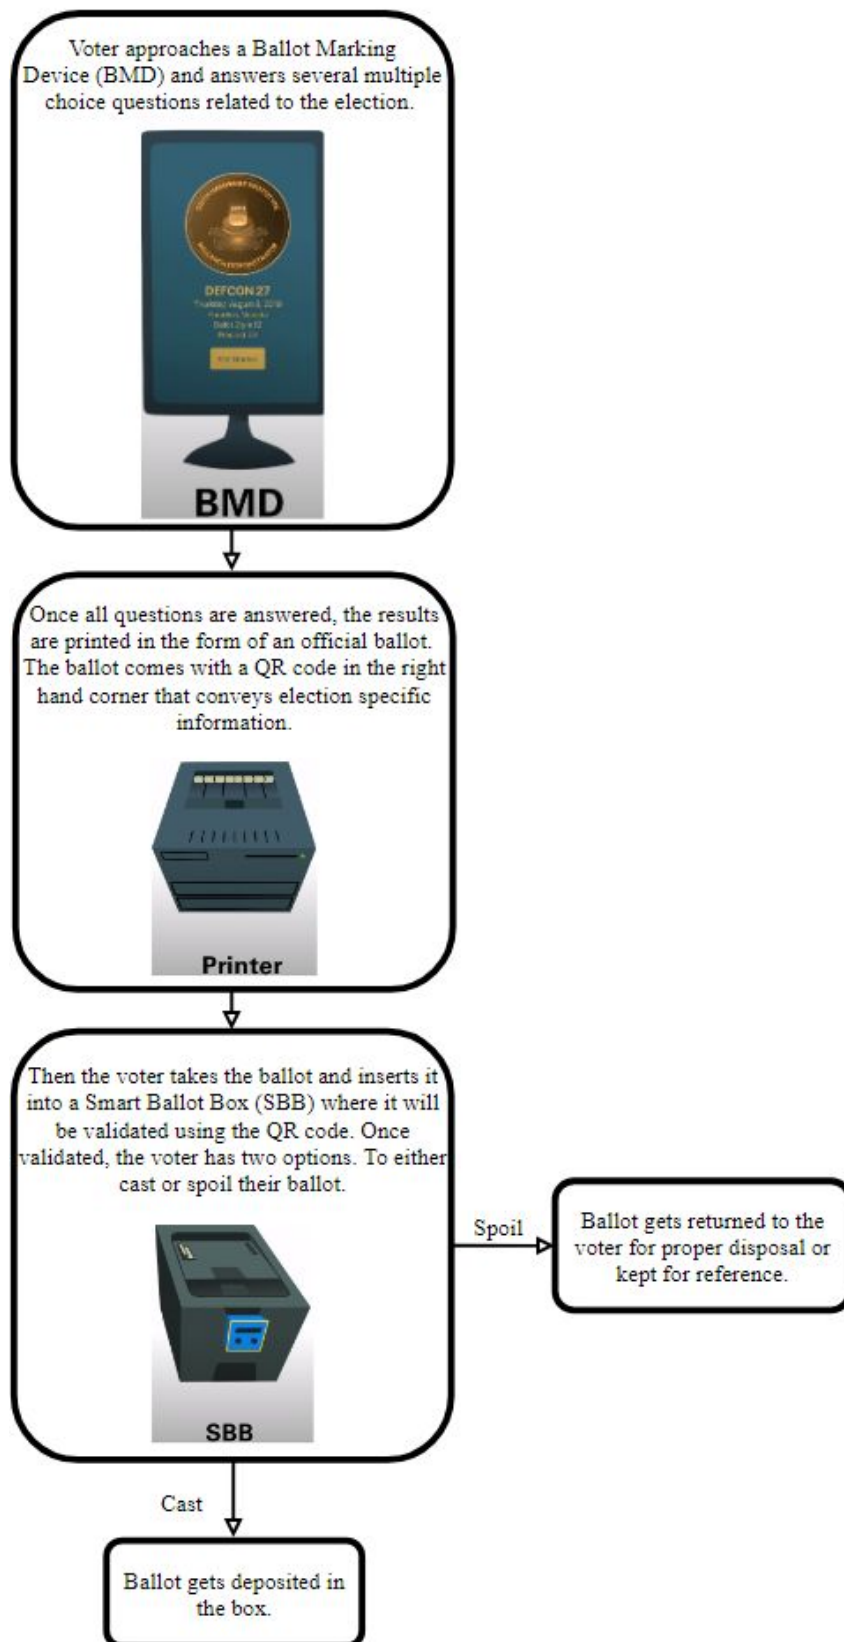 Voter approaches a Ballot Marking
Device (BMD) and answers several multiple
choice questions related to the election.
DEFCON 27
BMD
Once all questions are answered, the results
are printed in the form of an official ballot.
The ballot comes with a QR code in the right
hand corner that conveys election specific
information.
Printer
Then the voter takes the ballot and inserts it
into a Smart Ballot Box (SBB) where it will
be validated using the QR code. Once
validated, the voter has two options. To either
cast or spoil their ballot.
SBB
Spoil
Ballot gets returned to the
voter for proper disposal or
kept for reference.
Cast
Ballot gets deposited in
the box.